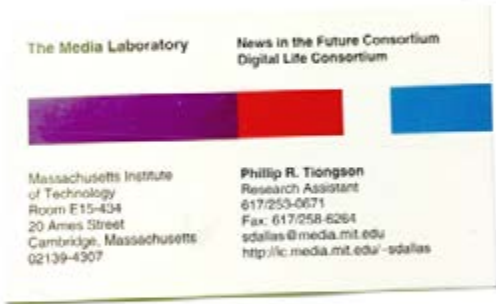 The Media Laboratory
News in the Future Consortium
Digital Life Consortium
Massachusetts Institute
of Technology
Room E15-434
20 Ames Street
Cambridge, Massachusetts
02139-4307
Phillip R. Tiongson
Research Assistant
617/253-0671
Fax: 617/258-6264
sdallas@media.mit.edu
http://ic.media.mit.edu/~sdallas